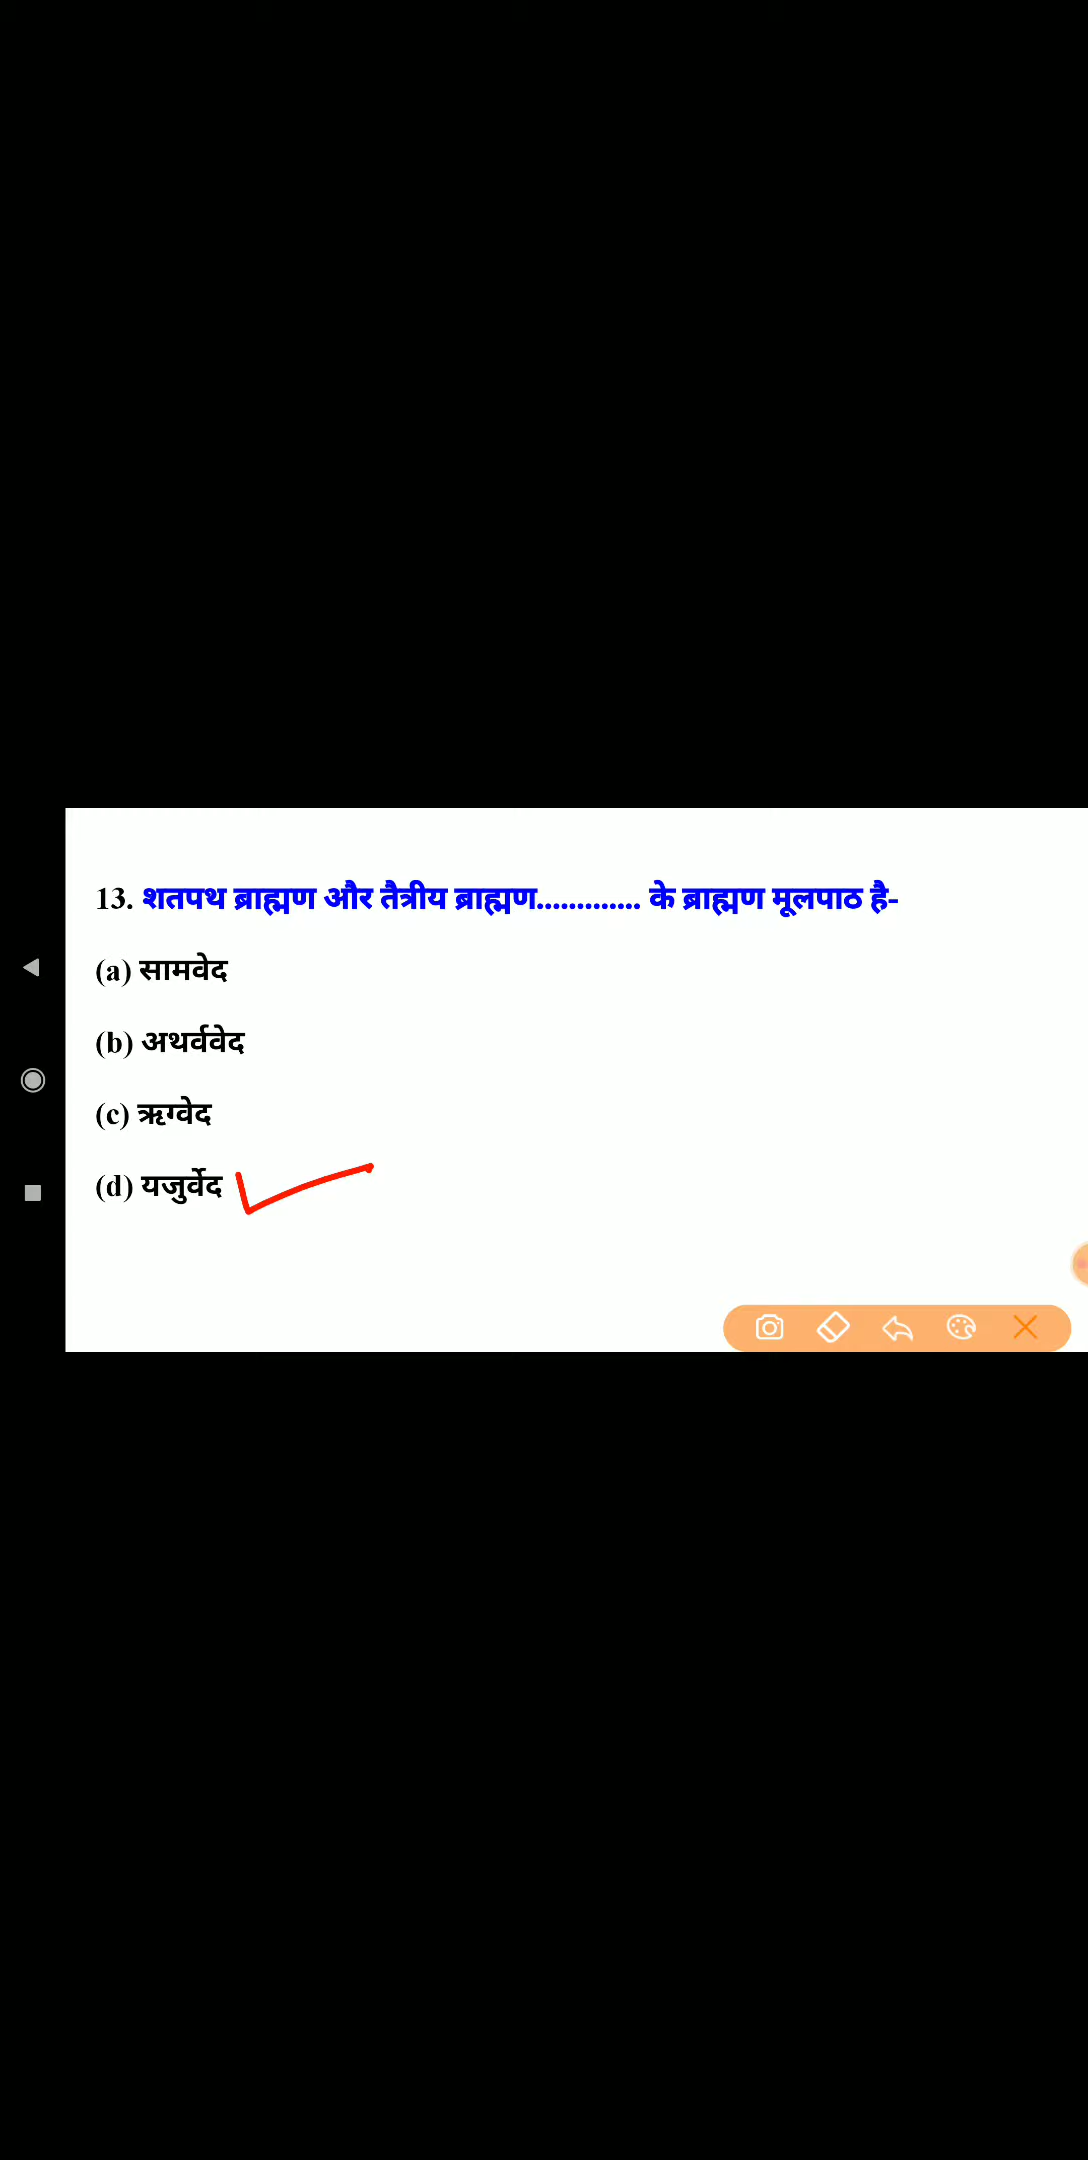 13. शतपथ ब्राह्मण और तैत्रीय ब्राह्मण............. के ब्राह्मण मूलपाठ है-
(a) सामवेद
(b) अथर्ववेद
(c) ऋग्वेद
(d) यजुर्वेद